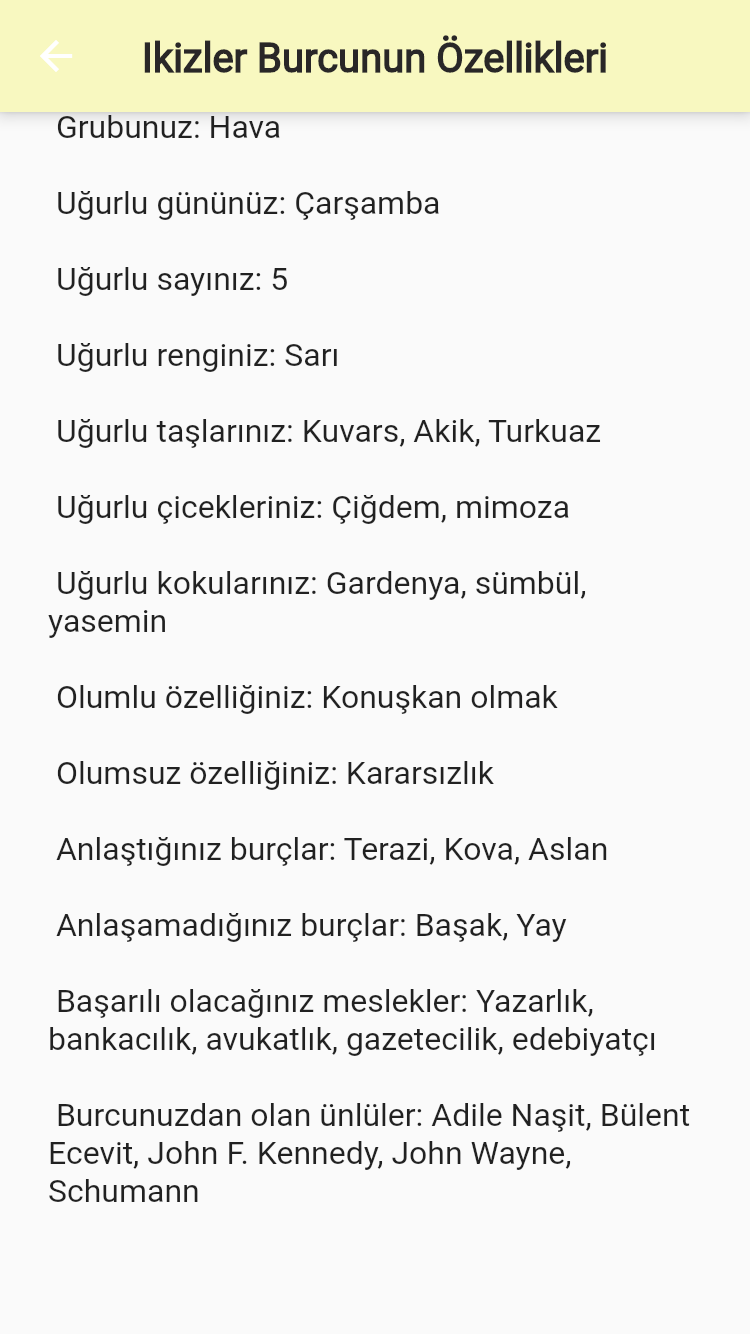 Ikizler Burcunun Özellikleri
Grubunuz: Hava
Uğurlu gününüz: Çarşamba
Uğurlu sayınız: 5
Uğurlu renginiz: Sarı
Uğurlu taşlarınız: Kuvars, Akik, Turkuaz
Uğurlu çicekleriniz: Çiğdem, mimoza
Uğurlu kokularınız: Gardenya, sümbül,
yasemin
Olumlu özelliğiniz: Konuşkan olmak
Olumsuz özelliğiniz: Kararsızlık
Anlaştığınız burçlar: Terazi, Kova, Aslan
Anlaşamadığınız burçlar: Başak, Yay
Başarılı olacağınız meslekler: Yazarlık,
bankacılık, avukatlık, gazetecilik, edebiyatçı
Burcunuzdan olan ünlüler: Adile Naşit, Bülent
Ecevit, John F. Kennedy, John Wayne,
Schumann